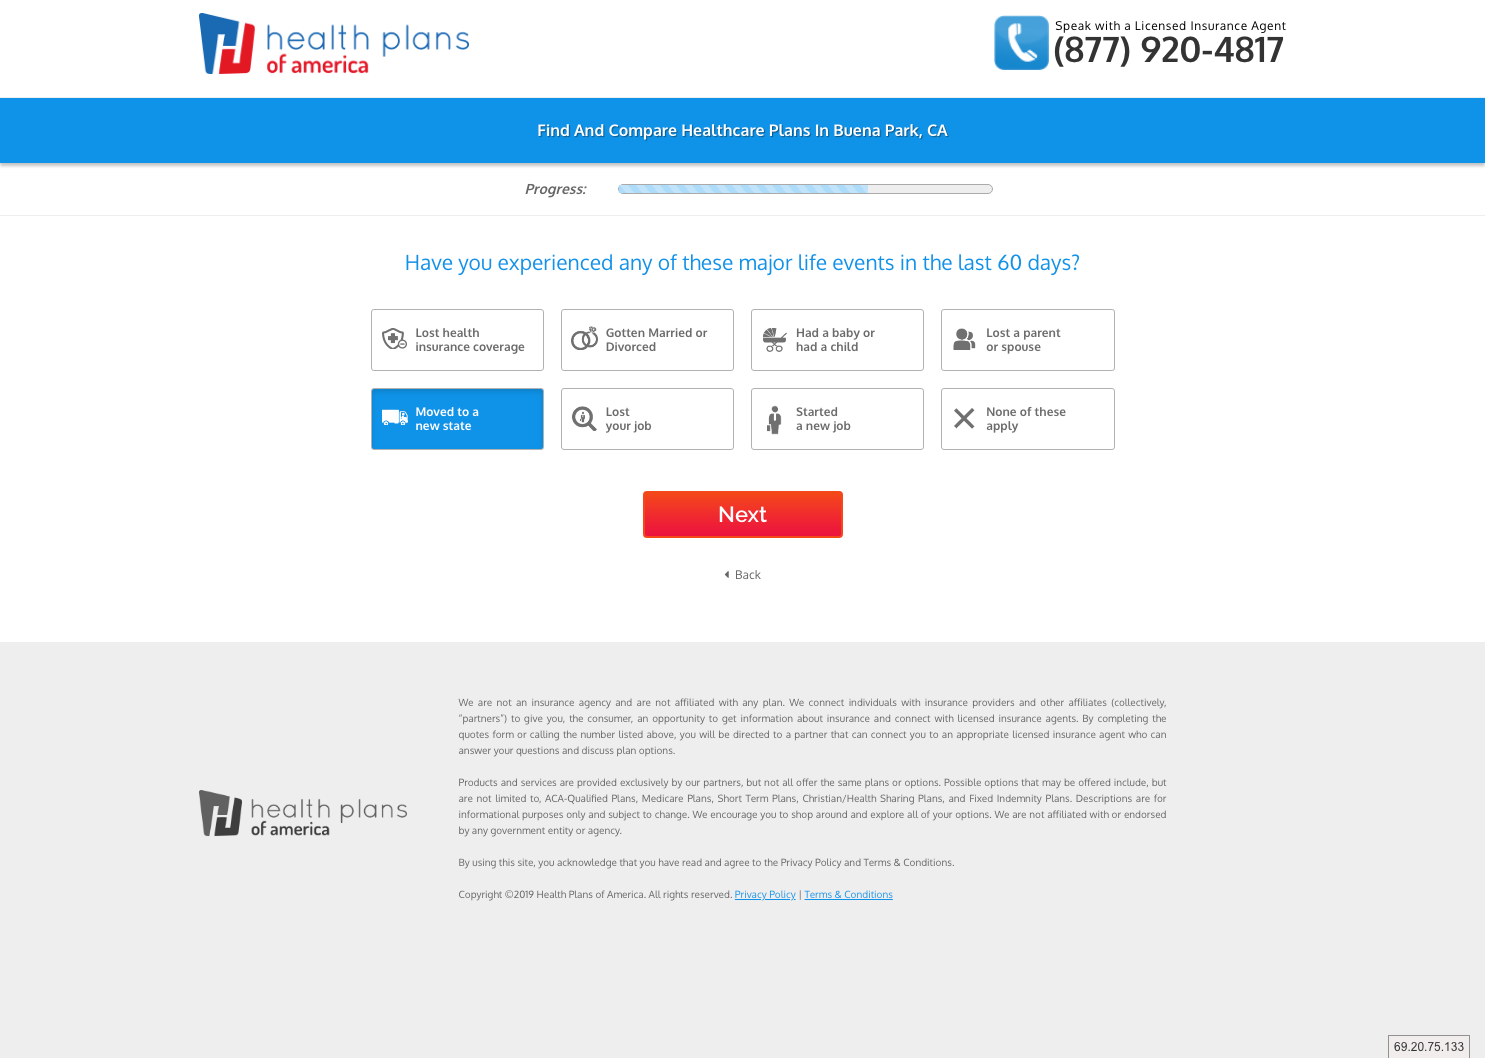 health plans
of america
Speak with a Licensed Insurance Agent
(877) 920-4817
Find And Compare Healthcare Plans In Buena Park, CA
Progress:
Have you experienced any of these major life events in the last 60 days?
Lost health
insurance coverage
Gotten Married or
Divorced
Had a baby or
had a child
Lost a parent
or spouse
Moved to a
new state
Lost
your job
Started
a new job
None of these
apply
Next
Back
We are not an insurance agency and are not affiliated with any plan. We connect individuals with insurance providers and other affiliates (collectively,
"partners") to give you, the consumer, an opportunity to get information about insurance and connect with licensed insurance agents. By completing the
quotes form or calling the number listed above, you will be directed to a partner that can connect you to an appropriate licensed insurance agent who can
answer your questions and discuss plan options.
Products and services are provided exclusively by our partners, but not all offer the same plans or options. Possible options that may be offered include, but
are not limited to, ACA-Qualified Plans, Medicare Plans, Short Term Plans, Christian/Health Sharing Plans, and Fixed Indemnity Plans. Descriptions are for
informational purposes only and subject to change. We encourage you to shop around and explore all of your options. We are not affiliated with or endorsed
by any government entity or agency.
health plans
of america
By using this site, you acknowledge that you have read and agree to the Privacy Policy and Terms & Conditions.
Copyright ©2019 Health Plans of America. All rights reserved. Privacy Policy | Terms & Conditions
69.20.75.133